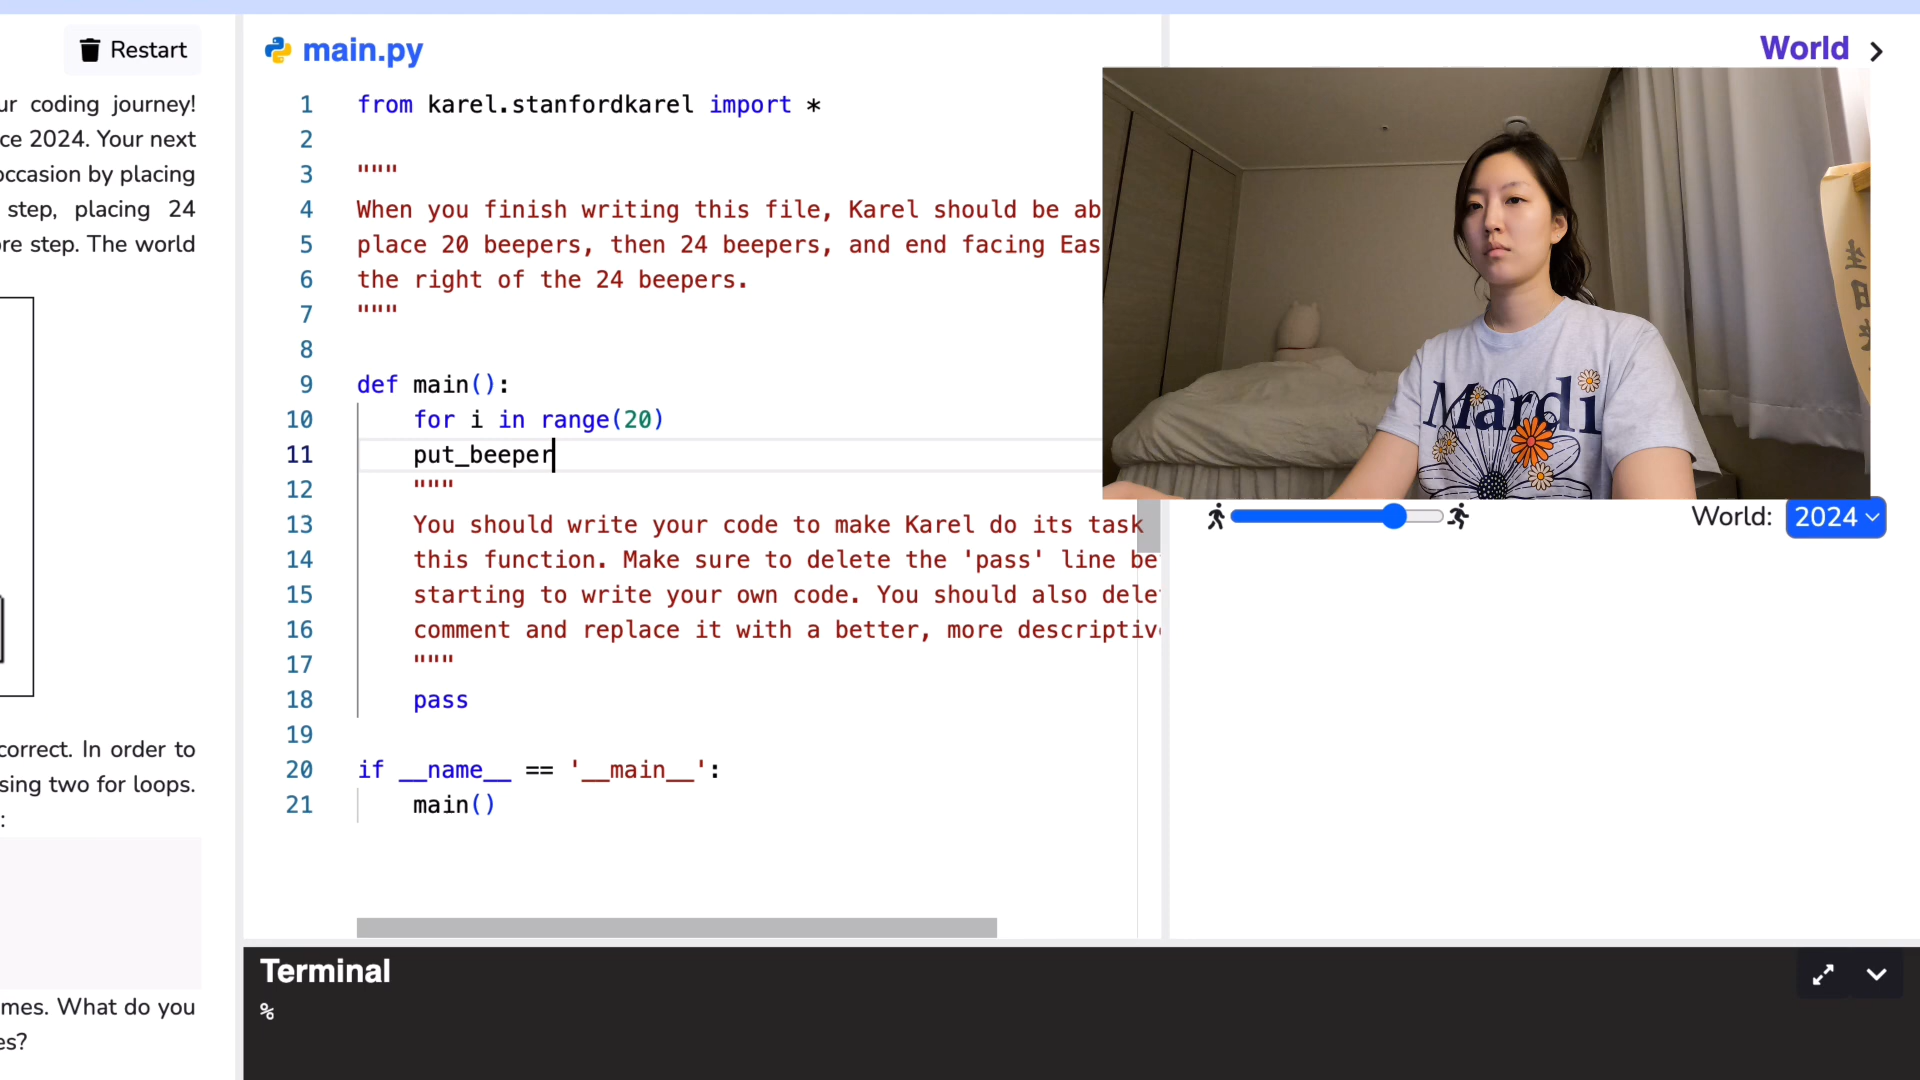 Restart
ur coding journey!
ce 2024. Your next
occasion by placing
step, placing 24
re step. The world
correct. In order to
sing two for loops.
:
mes. What do you
es?
main.py
1 from karel.stanfordkarel import *
2
3 """
4 When you finish writing this file, Karel should be ab
5 place 20 beepers, then 24 beepers, and end facing Eas
6 the right of the 24 beepers.
7 """
8
9 def main():
10 for i in range(20)
11 put_beeper
12 """
13 You should write your code to make Karel do its task
14 this function. Make sure to delete the 'pass' line be
15 starting to write your own code. You should also dele
16 comment and replace it with a better, more descriptiv
17 """
18 pass
19
20 if __name__ == '__main__':
21 main()
World
Mardi
World: 2024
Terminal
%